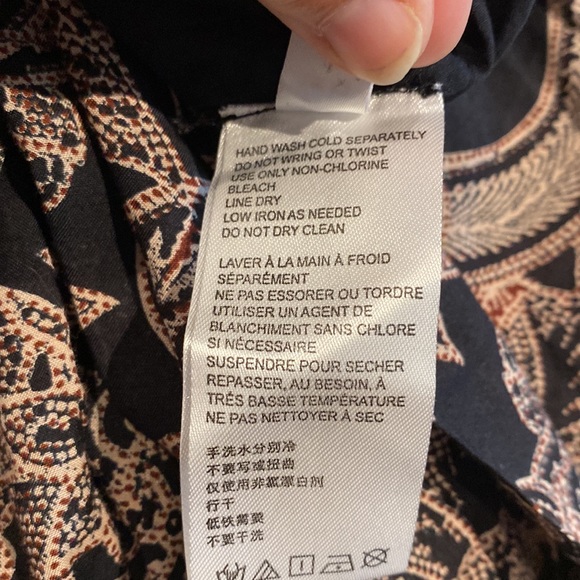 HAND WASH COLD SEPARATELY
DO NOT WRING OR TWIST
USE ONLY NON-CHLORINE
BLEACH
LINE DRY
LOW IRON AS NEEDED
DO NOT DRY CLEAN
LAVER À LA MAIN À FROID
SÉPARÉMENT
NE PAS ESSORER OU TORDRE
UTILISER UN AGENT DE
BLANCHIMENT SANS CHLORE
SI NÉCESSAIRE
SUSPENDRE POUR SECHER
REPASSER, AU BESOIN, À
TRÉS BASSE TEMPÉRATURE
NE PAS NETTOYER À SEC
手洗水分别冷
不要写或扭曲
仅使用非氯漂白剂
行干
低铁需要
不要干洗